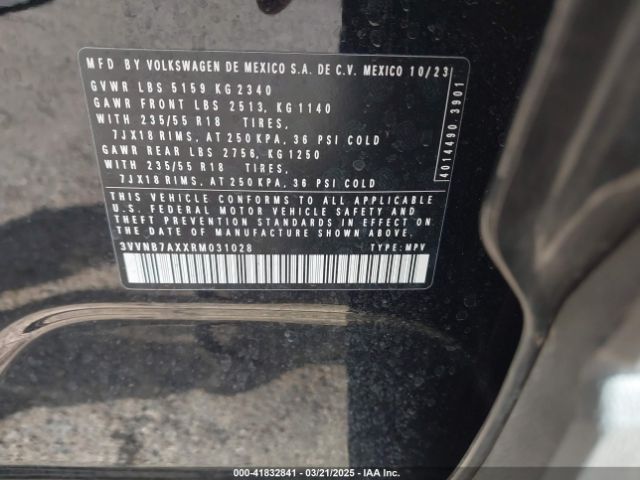 MFD BY VOLKSWAGEN DE MEXICO S.A. DE C.V. MEXICO 10/23
GVWR LBS 5159 KG 2340
GAWR FRONT LBS 2513, KG 1140
WITH 235/55 R18 TIRES,
7JX18 RIMS, AT 250 KPA, 36 PSI COLD
GAWR REAR LBS 2756, KG 1250
WITH 235/55 R18 TIRES,
7JX18 RIMS, AT 250 KPA, 36 PSI COLD
THIS VEHICLE CONFORMS TO ALL APPLICABLE
U.S. FEDERAL MOTOR VEHICLE SAFETY AND
THEFT PREVENTION STANDARDS IN EFFECT ON
THE DATE OF MANUFACTURE SHOWN ABOVE
3VVNB7AXXRM031028 TYPE: MPV
4014490 3901
000-41832841 - 03/21/2025 - IAA Inc.